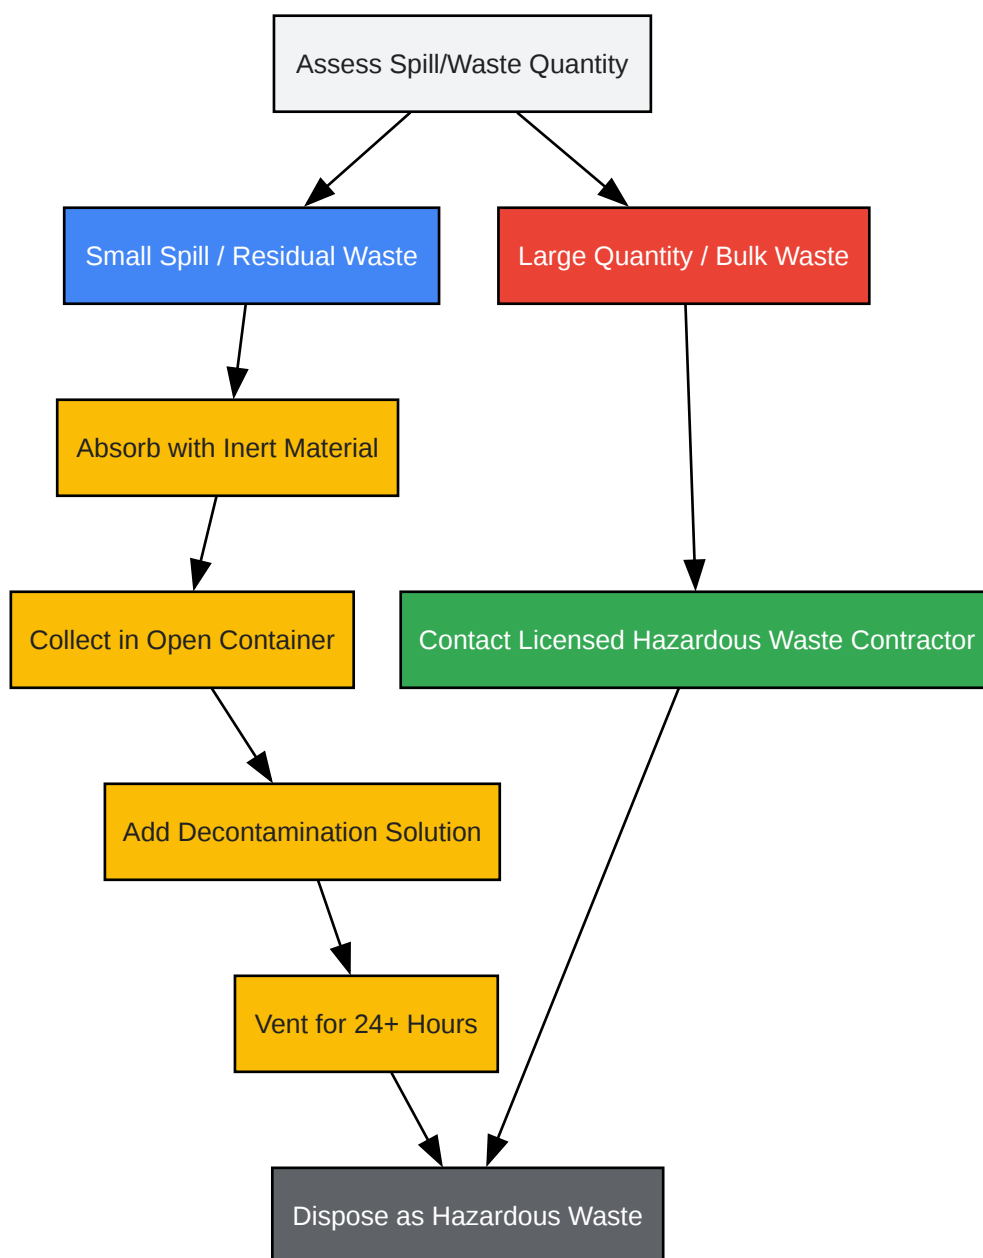 Assess Spill/Waste Quantity
Small Spill / Residual Waste
Large Quantity / Bulk Waste
Absorb with Inert Material
Collect in Open Container
Contact Licensed Hazardous Waste Contractor
Add Decontamination Solution
Vent for 24+ Hours
Dispose as Hazardous Waste